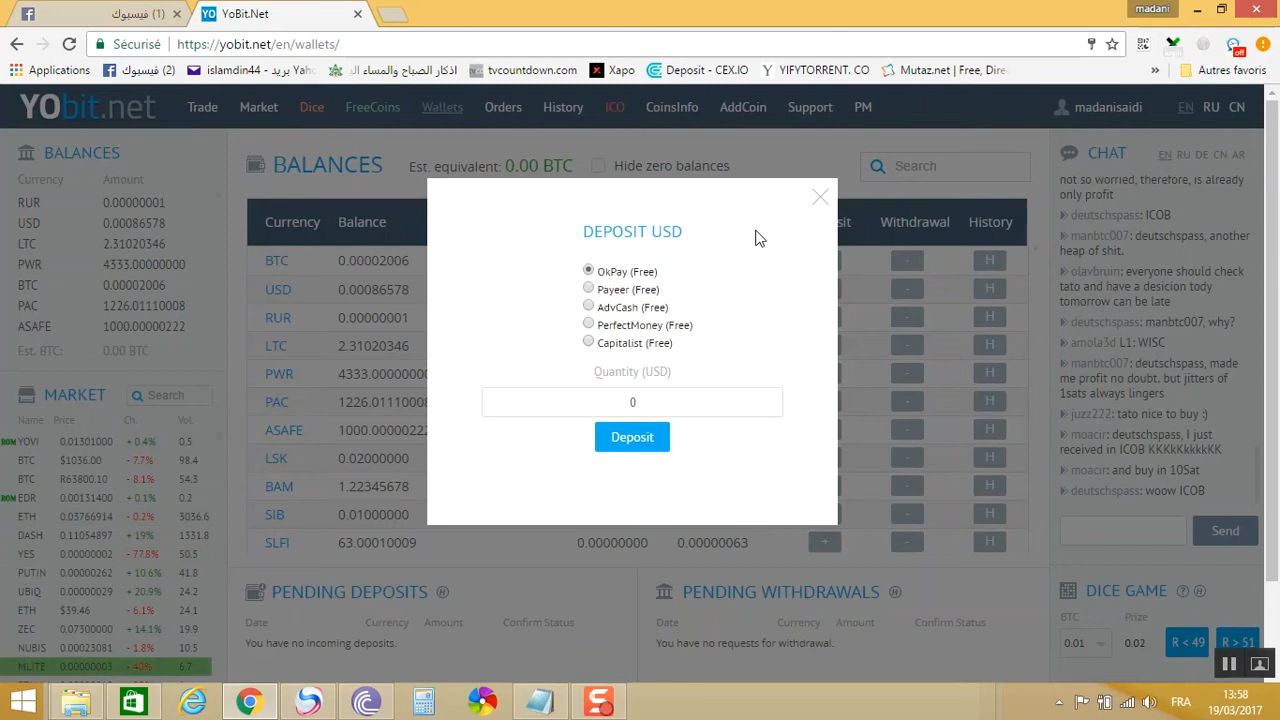 (1) فيسبوك
YoBit.Net
madani
Sécurisé
https://yobit.net/en/wallets/
off
Applications
(2) فيسبوك
islamdin44 - بريد Yaho
اذكار الصباح والمساء ال
tvcountdown.com
Xapo
Deposit - CEX.IO
YIFYTORRENT. CO
Mutaz.net | Free, Dire
Autres favoris
YObit.net
Trade
Market
Dice
FreeCoins
Wallets
Orders
History
ICO
CoinsInfo
AddCoin
Support
PM
madanisaidi
EN RU CN
BALANCES
Currency Amount
RUR 0.00000001
USD 0.00086578
LTC 2.31020346
PWR 4333.0000000
BTC 0.00002006
PAC 1226.01110008
ASAFE 1000.00000222
Est. BTC: 0.00 BTC
MARKET
Search
Name Price Ch. Vol.
YOVI 0.01301000 + 0.4% 0.5
BTC $1036.00 - 7.7% 98.4
BTC R63800.10 - 8.1% 54.3
EDR 0.00131400 + 0.1% 0.2
ETH 0.03766914 - 0.2% 3036.6
DASH 0.11054897 + 19% 1331.8
YES 0.00000002 - 77.8% 50.5
PUTIN 0.00000262 + 10.6% 41.8
UBIQ 0.00000029 + 20.9% 24.2
ETH $39.46 - 6.1% 24.1
ZEC 0.07300000 + 14.1% 19.9
NUBIS 0.00023081 - 1.8% 10.5
MLITE 0.00000003 - 40% 6.7
BALANCES
Est. equivalent: 0.00 BTC
Hide zero balances
Search
Currency Balance
Withdrawal History
BTC 0.00002006 - H
USD 0.00086578 - H
RUR 0.00000001 - H
LTC 2.31020346 - H
PWR 4333.0000000 - H
PAC 1226.01110008 - H
ASAFE 1000.00000222 - H
LSK 0.02000000 - H
BAM 1.22345678 - H
SIB 0.01000000 - H
SLFI 63.00010009 0.00000000 0.00000063 + - H
DEPOSIT USD
OkPay (Free)
Payeer (Free)
AdvCash (Free)
PerfectMoney (Free)
Capitalist (Free)
Quantity (USD)
0
Deposit
PENDING DEPOSITS H
Date Currency Amount Confirm Status
You have no incoming deposits.
PENDING WITHDRAWALS H
Date Currency Amount Confirm Status
You have no requests for withdrawal.
CHAT
EN RU DE CN AR
not so worried, therefore, is already
only profit
deutschspass: ICOB
manbtc007: deutschspass, another
heap of shit.
olavbruin: everyone should check
tato and have a desicion tody
tomorrow can be late
deutschspass: manbtc007, why?
amola3d L1: WISC
manbtc007: deutschspass, made
me profit no doubt. but jitters of
1sats always lingers
juzz222: tato nice to buy :)
moacir: deutschspass, I just
received in ICOB KKKkKkkkKK
moacir: and buy in 10Sat
deutschspass: woow ICOB
Send
DICE GAME ? H
BTC Prize
0.01 0.02 R < 49 R > 51
FRA
13:58
19/03/2017